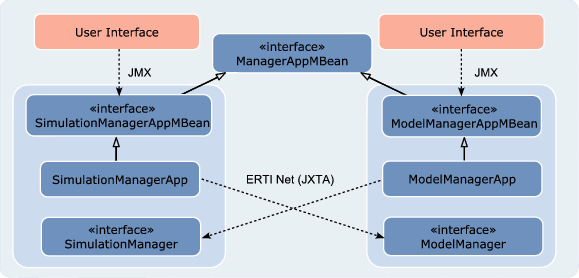 User Interface
«interface»
ManagerAppMBean
User Interface
JMX
JMX
«interface»
SimulationManagerAppMBean
«interface»
ModelManagerAppMBean
SimulationManagerApp
ERTI Net (JXTA)
ModelManagerApp
«interface»
SimulationManager
«interface»
ModelManager